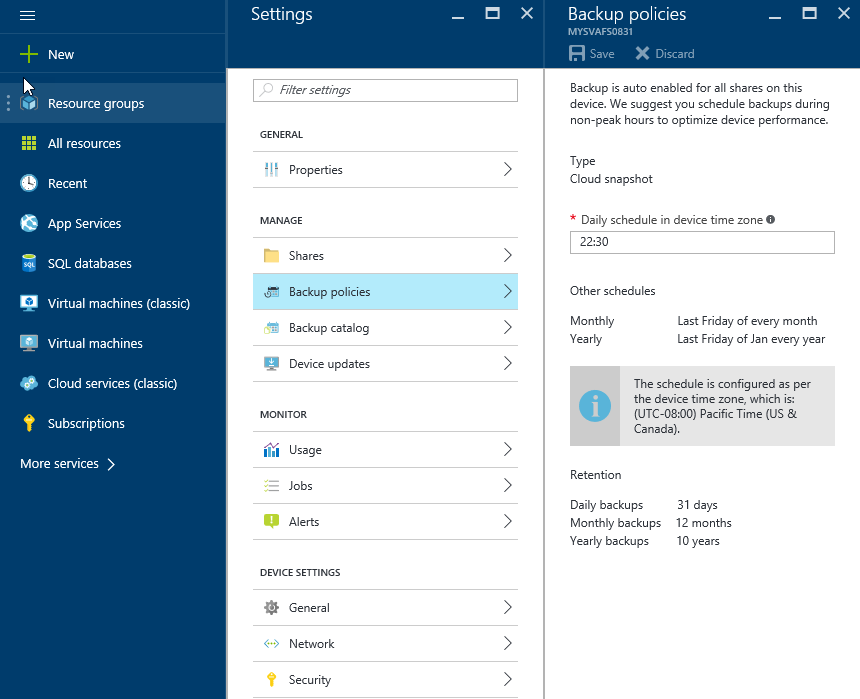 New
Resource groups
All resources
Recent
App Services
SQL databases
Virtual machines (classic)
Virtual machines
Cloud services (classic)
Subscriptions
More services
Settings
Filter settings
GENERAL
Properties
MANAGE
Shares
Backup policies
Backup catalog
Device updates
MONITOR
Usage
Jobs
Alerts
DEVICE SETTINGS
General
Network
Security
Backup policies
MYSVAFS0831
Save Discard
Backup is auto enabled for all shares on this
device. We suggest you schedule backups during
non-peak hours to optimize device performance.
Type
Cloud snapshot
* Daily schedule in device time zone
22:30
Other schedules
Monthly Last Friday of every month
Yearly Last Friday of Jan every year
The schedule is configured as per
the device time zone, which is:
(UTC-08:00) Pacific Time (US &
Canada).
Retention
Daily backups 31 days
Monthly backups 12 months
Yearly backups 10 years